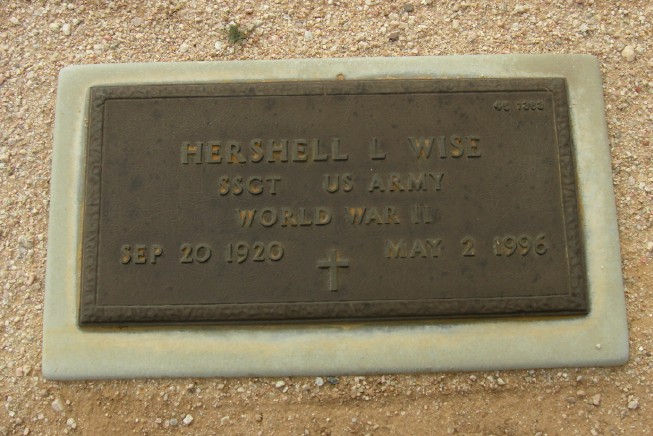 HERSHELL L WISE
SSGT US ARMY
WORLD WAR II
SEP 20 1920 MAY 2 1996